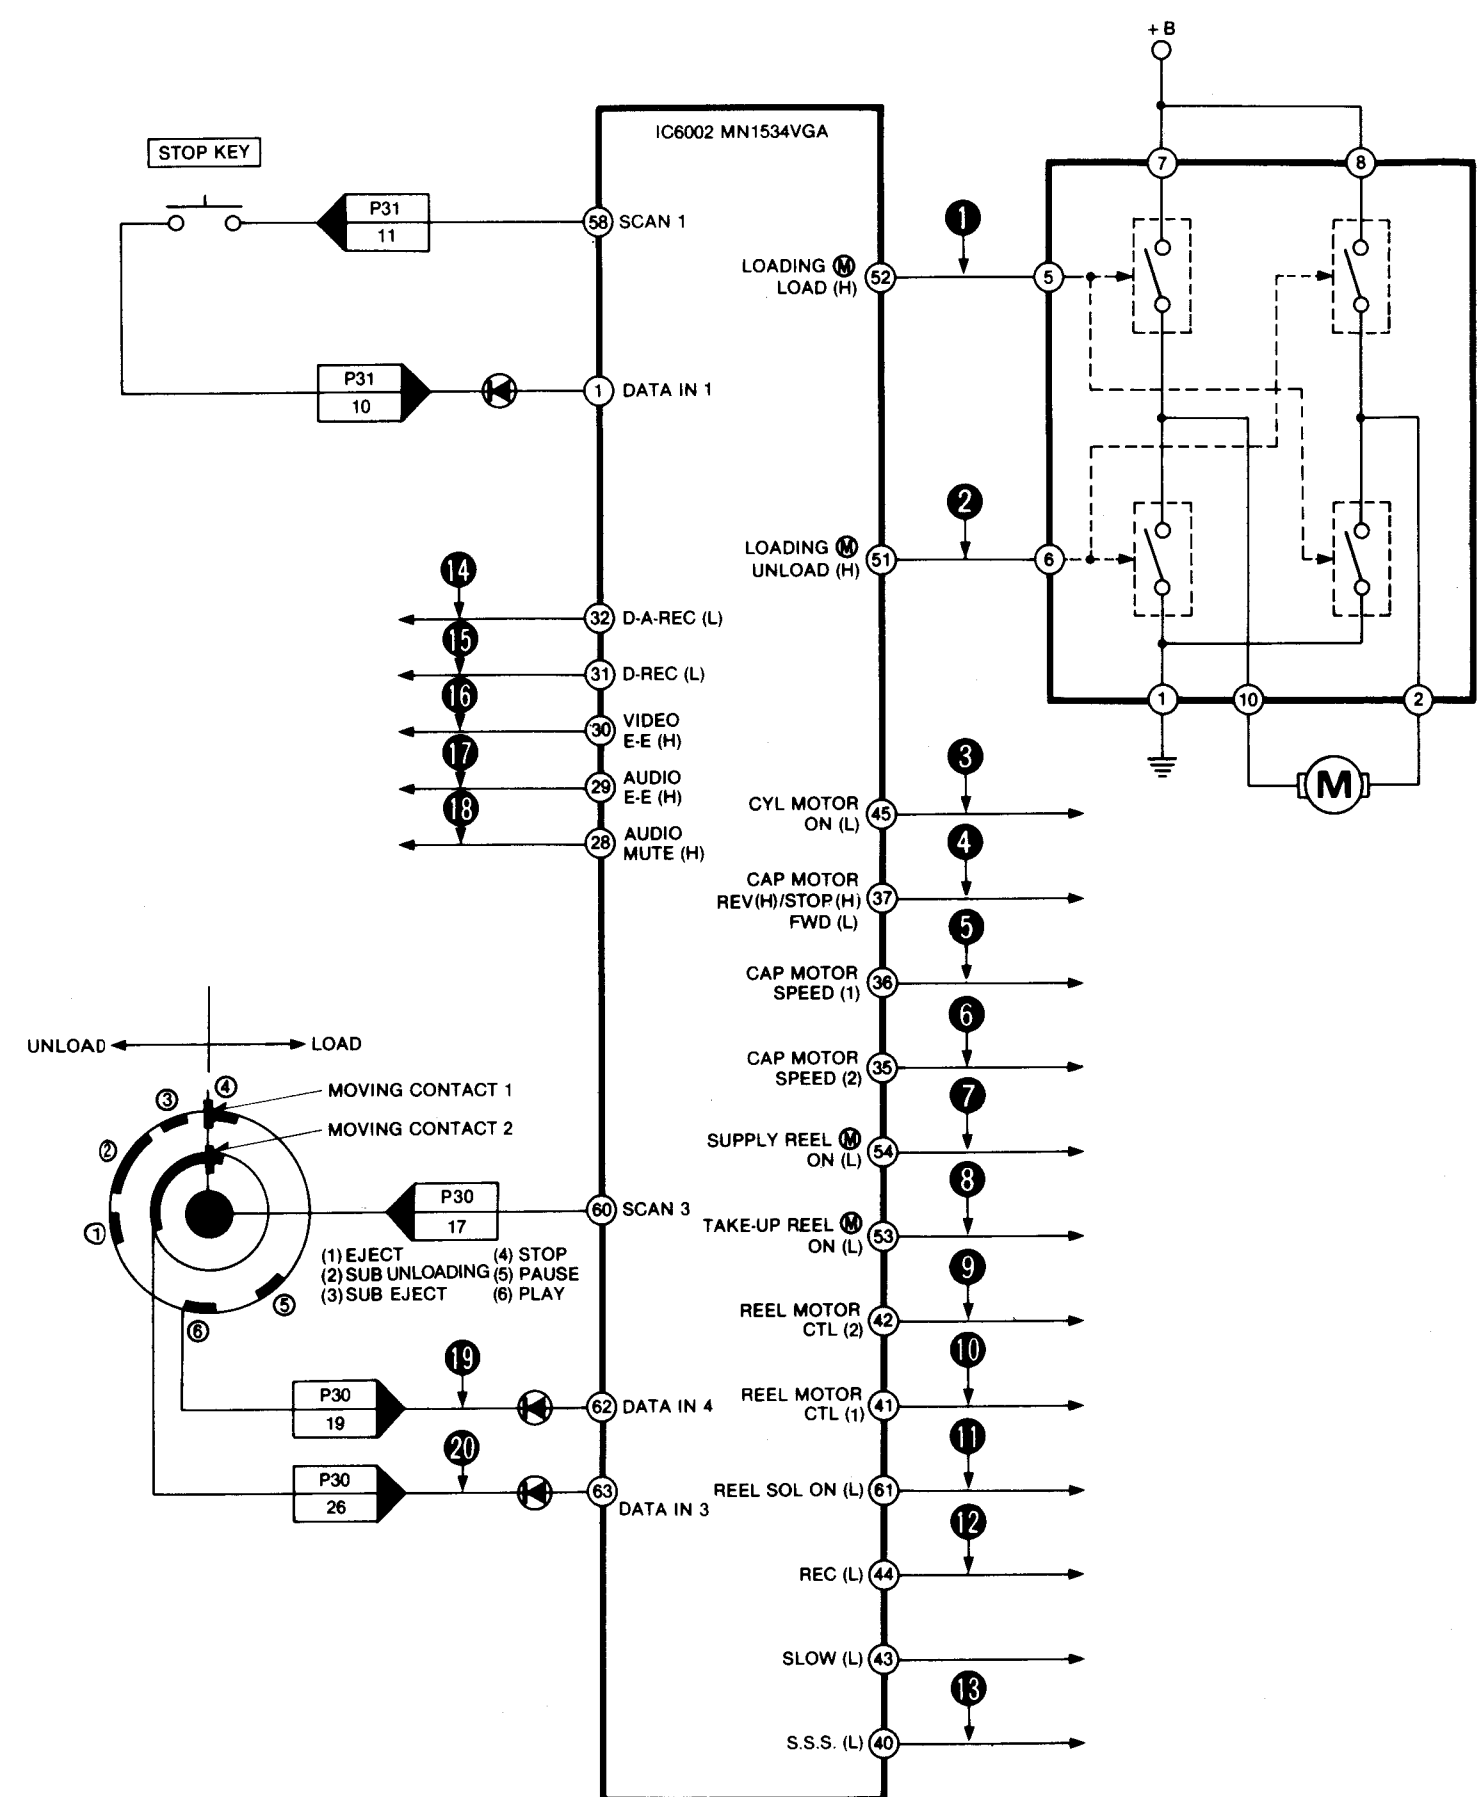 + B
IC6002 MN1534VGA
STOP KEY
7
8
P31
11
58
SCAN 1
1
LOADING M
LOAD (H)
52
5
P31
10
1
DATA IN 1
2
LOADING M
UNLOAD (H)
51
6
14
32
D-A-REC (L)
15
31
D-REC (L)
16
30
VIDEO
E-E (H)
17
29
AUDIO
E-E (H)
18
28
AUDIO
MUTE (H)
1
10
2
M
3
CYL MOTOR
ON (L)
45
4
CAP MOTOR
REV(H)/STOP(H)
FWD (L)
37
5
CAP MOTOR
SPEED (1)
36
6
CAP MOTOR
SPEED (2)
35
7
SUPPLY REEL M
ON (L)
54
8
TAKE-UP REEL M
ON (L)
53
9
REEL MOTOR
CTL (2)
42
10
REEL MOTOR
CTL (1)
41
11
REEL SOL ON (L)
61
12
REC (L)
44
SLOW (L)
43
13
S.S.S. (L)
40
UNLOAD
LOAD
4
3
2
1
5
6
MOVING CONTACT 1
MOVING CONTACT 2
P30
17
60
SCAN 3
(1) EJECT (4) STOP
(2) SUB UNLOADING (5) PAUSE
(3) SUB EJECT (6) PLAY
19
P30
19
62
DATA IN 4
20
P30
26
63
DATA IN 3